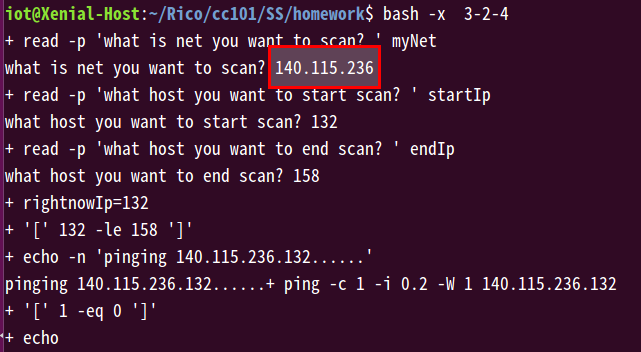 iot@Xenial-Host:~/Rico/cc101/SS/homework$ bash -x  3-2-4
+ read -p 'what is net you want to scan? ' myNet
what is net you want to scan? 140.115.236
+ read -p 'what host you want to start scan? ' startIp
what host you want to start scan? 132
+ read -p 'what host you want to end scan? ' endIp
what host you want to end scan? 158
+ rightnowIp=132
+ '[' 132 -le 158 ']'
+ echo -n 'pinging 140.115.236.132......'
pinging 140.115.236.132......+ ping -c 1 -i 0.2 -W 1 140.115.236.132
+ '[' 1 -eq 0 ']'
+ echo